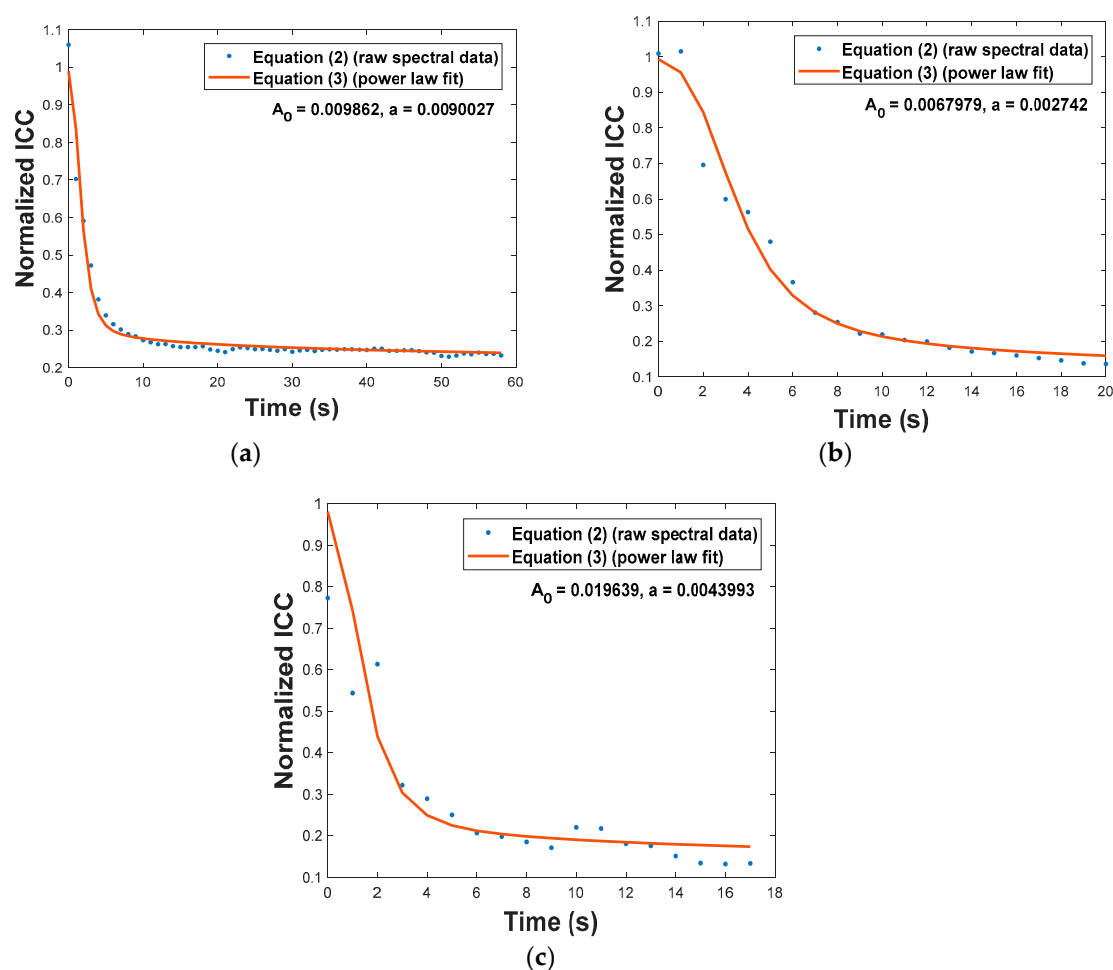 1.1
1
0.9
0.8
0.7
0.6
0.5
0.4
0.3
0.2
0 10 20 30 40 50 60
Normalized ICC
Time (s)
Equation (2) (raw spectral data)
Equation (3) (power law fit)
A0 = 0.009862, a = 0.0090027
(a)
1.1
1
0.9
0.8
0.7
0.6
0.5
0.4
0.3
0.2
0.1
0 2 4 6 8 10 12 14 16 18 20
Normalized ICC
Time (s)
Equation (2) (raw spectral data)
Equation (3) (power law fit)
A0 = 0.0067979, a = 0.002742
(b)
1
0.9
0.8
0.7
0.6
0.5
0.4
0.3
0.2
0.1
0 2 4 6 8 10 12 14 16 18
Normalized ICC
Time (s)
Equation (2) (raw spectral data)
Equation (3) (power law fit)
A0 = 0.019639, a = 0.0043993
(c)